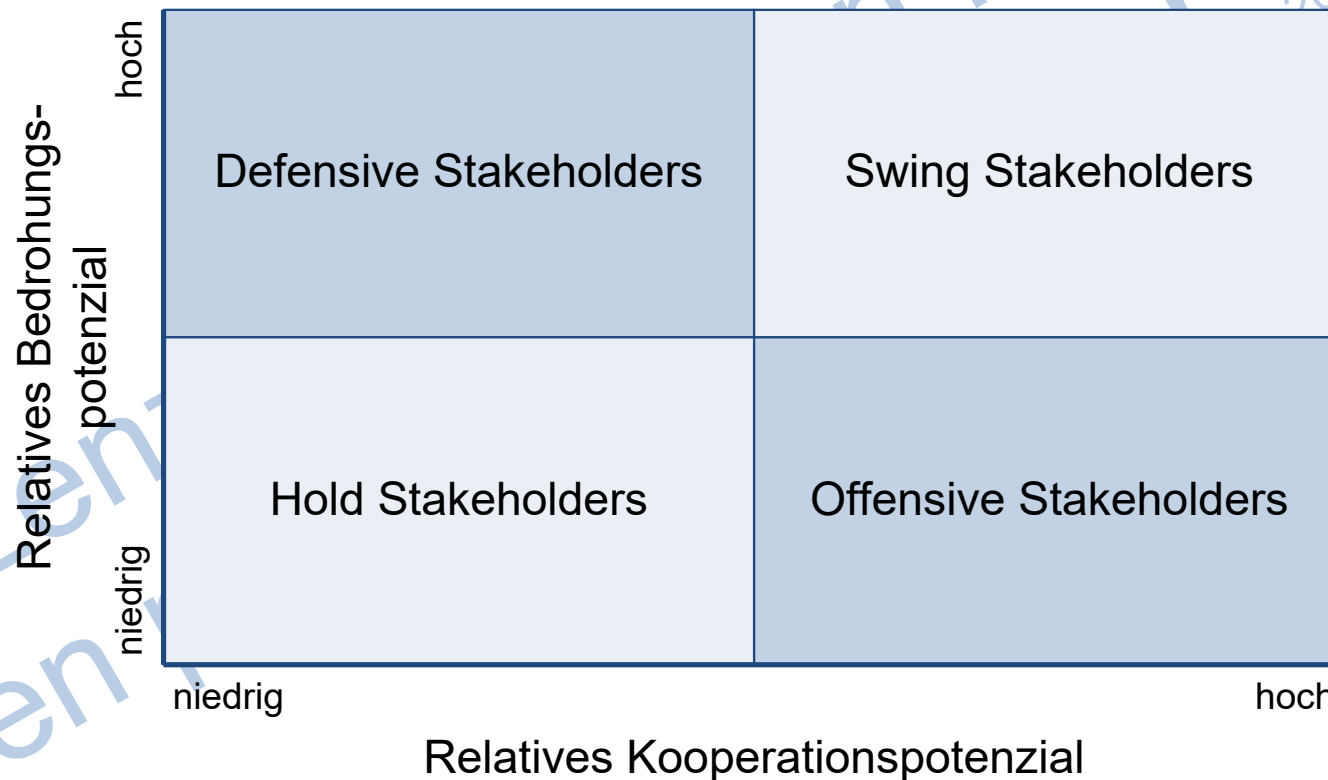 hoch
Relatives Bedrohungs-
potenzial
niedrig
Defensive Stakeholders
Swing Stakeholders
Hold Stakeholders
Offensive Stakeholders
niedrig
hoch
Relatives Kooperationspotenzial